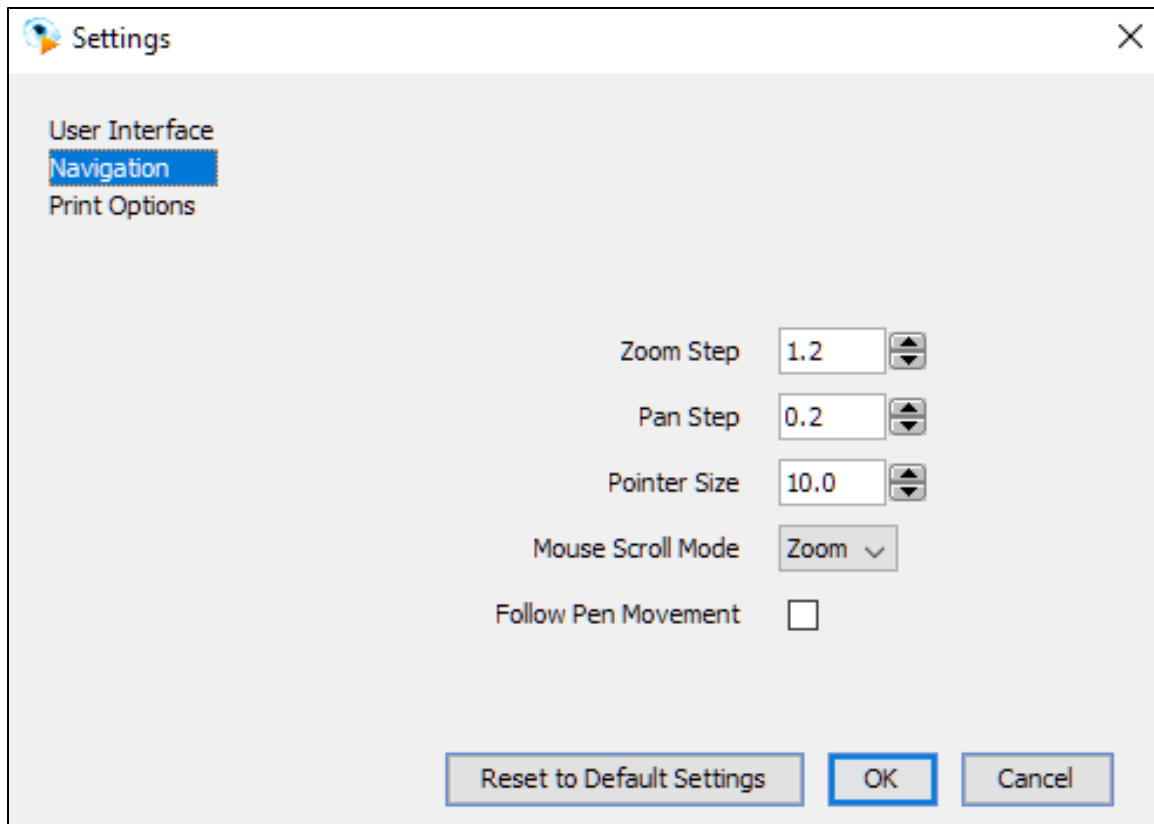 Settings
User Interface
Navigation
Print Options
Zoom Step 1.2
Pan Step 0.2
Pointer Size 10.0
Mouse Scroll Mode Zoom
Follow Pen Movement
Reset to Default Settings OK Cancel